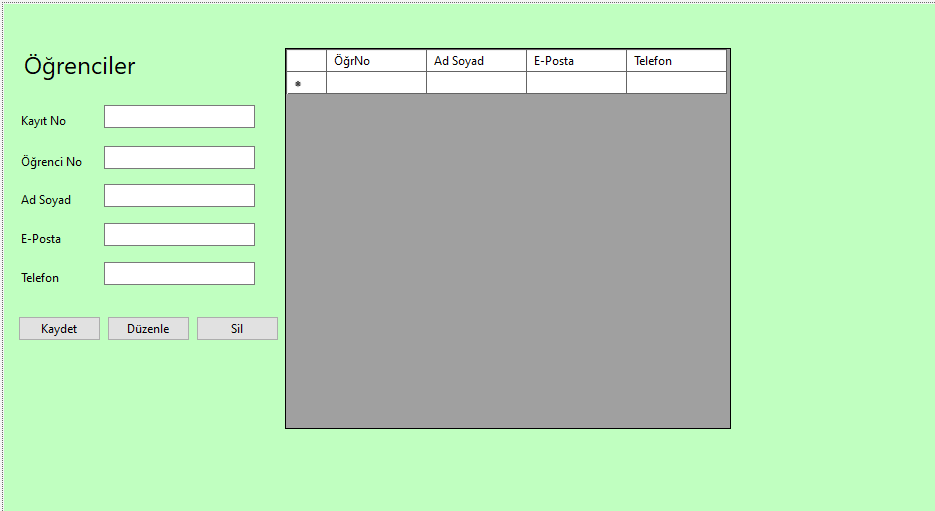 Öğrenciler
Kayıt No
Öğrenci No
Ad Soyad
E-Posta
Telefon
Kaydet Düzenle Sil
ÖğrNo Ad Soyad E-Posta Telefon